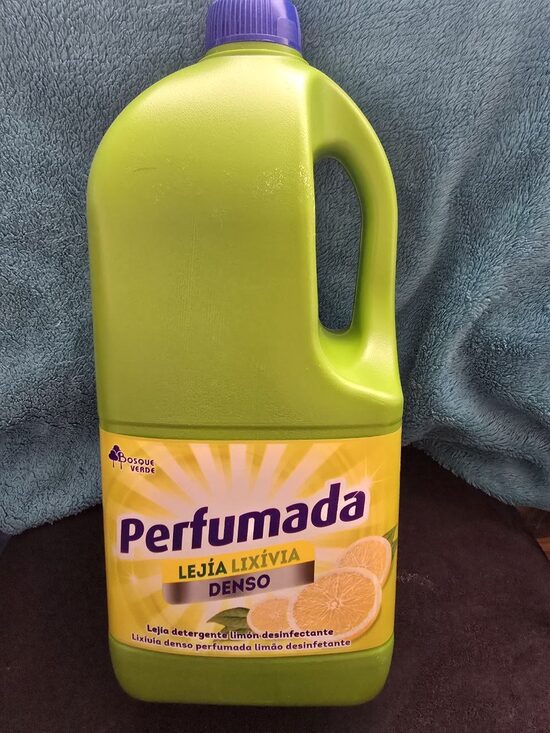 BOSQUE
VERDE
Perfumada
LEJÍA LIXÍVIA
DENSO
Lejía detergente limón desinfectante
Lixívia denso perfumada limão desinfetante